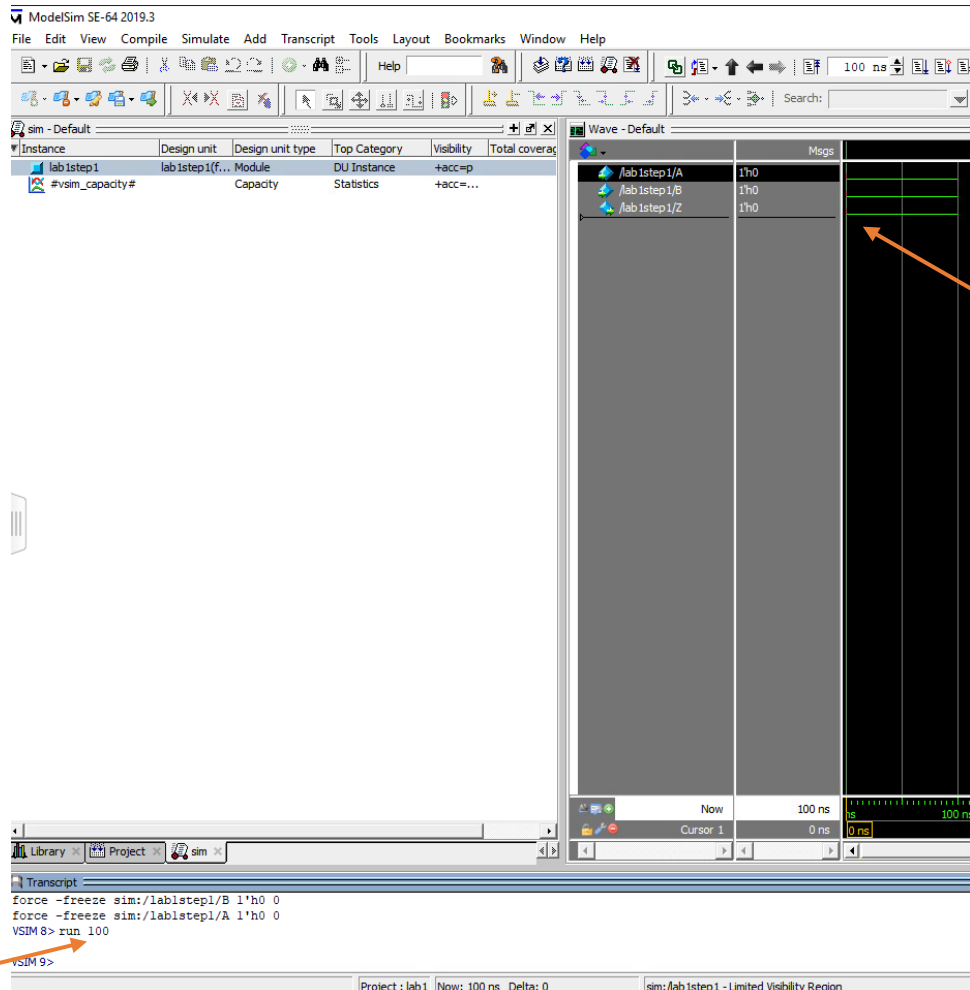 ModelSim SE-64 2019.3
File Edit View Compile Simulate Add Transcript Tools Layout Bookmarks Window Help
Help 100 ns
Search:
sim - Default
Instance Design unit Design unit type Top Category Visibility Total coverag
lab1step1 lab1step1(f... Module DU Instance +acc=p
#vsim_capacity# Capacity Statistics +acc=...
Wave - Default
Msgs
/lab1step1/A 1'h0
/lab1step1/B 1'h0
/lab1step1/Z 1'h0
Now 100 ns ns 100 ns
Cursor 1 0 ns 0 ns
Library Project sim
Transcript
force -freeze sim:/lab1step1/B 1'h0 0
force -freeze sim:/lab1step1/A 1'h0 0
VSIM 8> run 100
VSIM 9>
Project : lab1 Now: 100 ns Delta: 0 sim:/lab1step1 - Limited Visibility Region